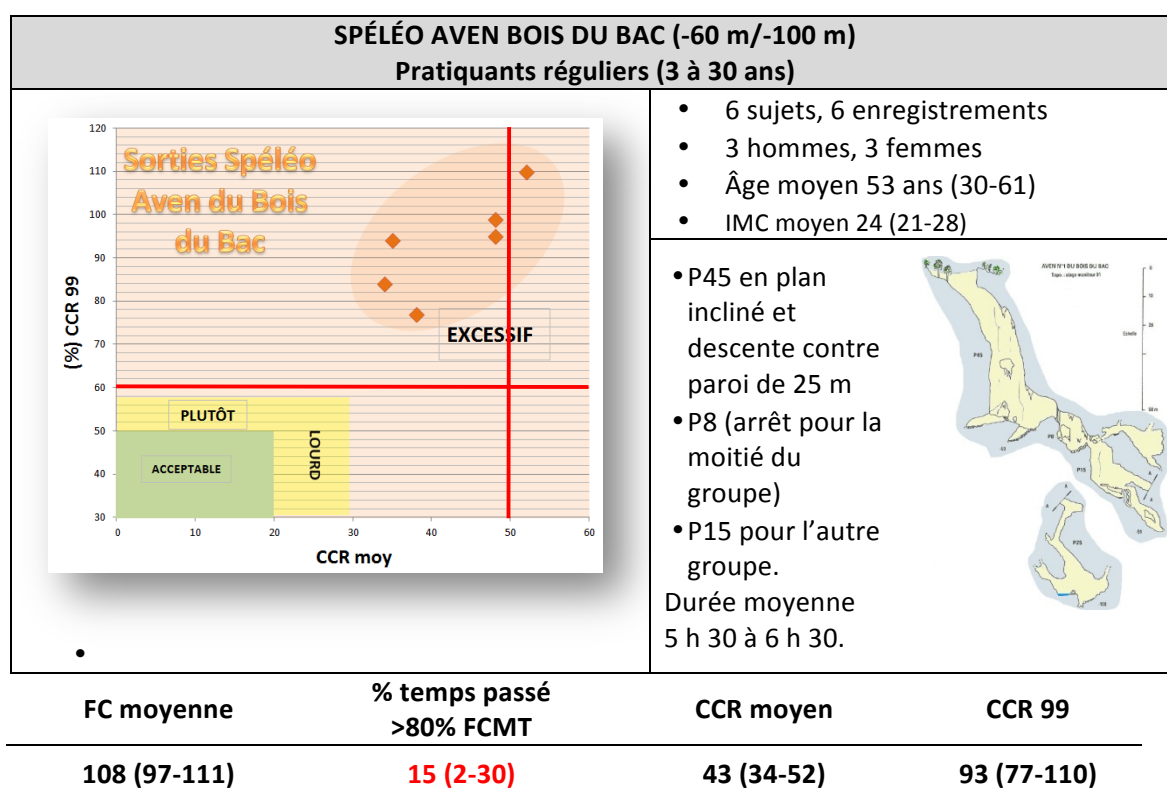 SPÉLÉO AVEN BOIS DU BAC (-60 m/-100 m)
Pratiquants réguliers (3 à 30 ans)
120
110
100
90
80
70
60
50
40
30
(%) CCR 99
Sorties Spéléo
Aven du Bois
du Bac
EXCESSIF
PLUTÔT
LOURD
ACCEPTABLE
0 10 20 30 40 50 60
CCR moy
•
• 6 sujets, 6 enregistrements
• 3 hommes, 3 femmes
• Âge moyen 53 ans (30-61)
• IMC moyen 24 (21-28)
• P45 en plan
incliné et
descente contre
paroi de 25 m
• P8 (arrêt pour la
moitié du
groupe)
• P15 pour l'autre
groupe.
Durée moyenne
5 h 30 à 6 h 30.
AVEN N°1 DU BOIS DU BAC
Echelle
P45
P8
P15
P25
FC moyenne
% temps passé
>80% FCMT
CCR moyen
CCR 99
108 (97-111)
15 (2-30)
43 (34-52)
93 (77-110)